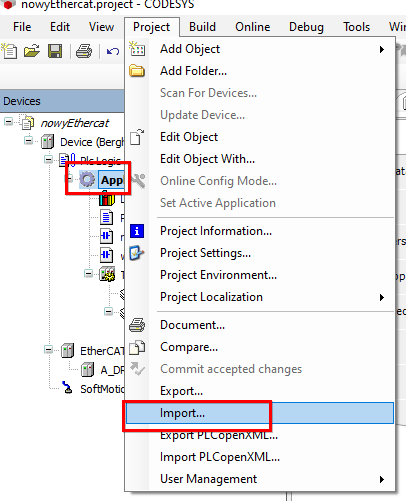 nowyEthercat.project - CODESYS
File Edit View Project Build Online Debug Tools
Devices
nowyEthercat
Device (Bergh
Plc Logic
App
EtherCAT
A_DR
SoftMotion
Add Object
Add Folder...
Scan For Devices...
Update Device...
Edit Object
Edit Object With...
Online Config Mode...
Set Active Application
Project Information...
Project Settings...
Project Environment...
Project Localization
Document...
Compare...
Commit accepted changes
Export...
Import...
Export PLCopenXML...
Import PLCopenXML...
User Management